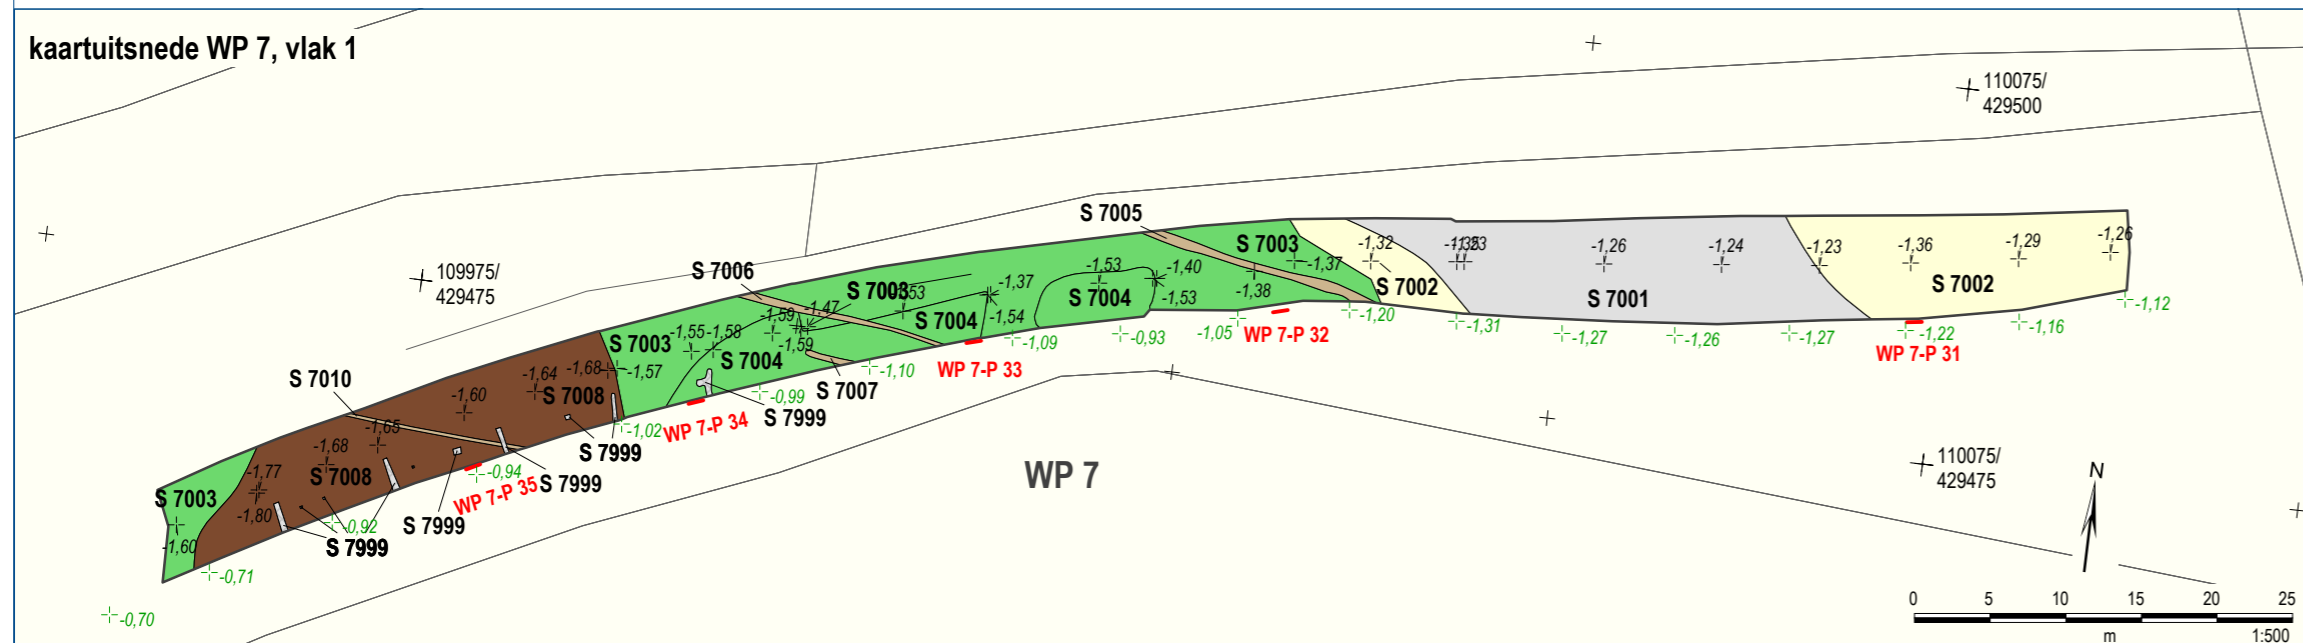 kaartuitsnede WP 7, vlak 1
110075/
429500
109975/
429475
S 7005
S 7003
-1,32
-1,26
-1,24
-1,23
-1,36
-1,29
-1,26
S 7006
S 7003
-1,53
-1,40
-1,37
-1,37
S 7002
S 7002
S 7001
-1,53
S 7004
-1,53
-1,38
-1,47
-1,59
-1,12
S 7004
-1,54
-1,20
-1,31
-1,27
-1,26
-1,27
-1,22
-1,16
-1,05
-0,93
-1,09
WP 7-P 32
WP 7-P 31
WP 7-P 33
S 7003
-1,55
-1,58
-1,59
S 7004
-1,57
-1,68
-1,64
S 7008
-1,10
S 7007
-0,99
S 7999
S 7010
-1,60
-1,65
-1,02
WP 7-P 34
S 7999
-1,68
S 7008
-1,77
-0,94
S 7999
WP 7-P 35
WP 7
110075/
429475
N
S 7003
-1,80
-0,92
S 7999
S 7999
-1,60
-0,71
-0,70
0 5 10 15 20 25
m 1:500